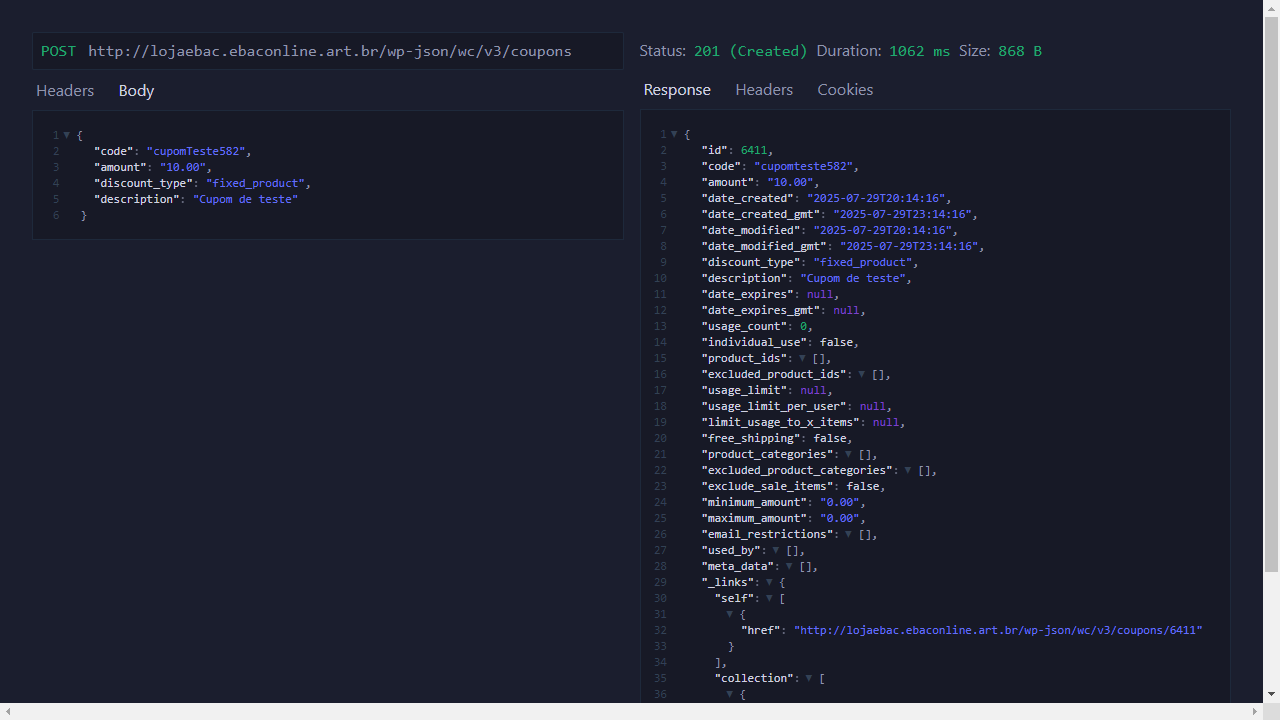 POST http://lojaebac.ebaconline.art.br/wp-json/wc/v3/coupons
Headers Body
1 {
2 "code": "cupomTeste582",
3 "amount": "10.00",
4 "discount_type": "fixed_product",
5 "description": "Cupom de teste"
6 }
Status: 201 (Created) Duration: 1062 ms Size: 868 B
Response Headers Cookies
1 {
2 "id": 6411,
3 "code": "cupomteste582",
4 "amount": "10.00",
5 "date_created": "2025-07-29T20:14:16",
6 "date_created_gmt": "2025-07-29T23:14:16",
7 "date_modified": "2025-07-29T20:14:16",
8 "date_modified_gmt": "2025-07-29T23:14:16",
9 "discount_type": "fixed_product",
10 "description": "Cupom de teste",
11 "date_expires": null,
12 "date_expires_gmt": null,
13 "usage_count": 0,
14 "individual_use": false,
15 "product_ids": [],
16 "excluded_product_ids": [],
17 "usage_limit": null,
18 "usage_limit_per_user": null,
19 "limit_usage_to_x_items": null,
20 "free_shipping": false,
21 "product_categories": [],
22 "excluded_product_categories": [],
23 "exclude_sale_items": false,
24 "minimum_amount": "0.00",
25 "maximum_amount": "0.00",
26 "email_restrictions": [],
27 "used_by": [],
28 "meta_data": [],
29 "_links": {
30 "self": [
31 {
32 "href": "http://lojaebac.ebaconline.art.br/wp-json/wc/v3/coupons/6411"
33 }
34 ],
35 "collection": [
36 {